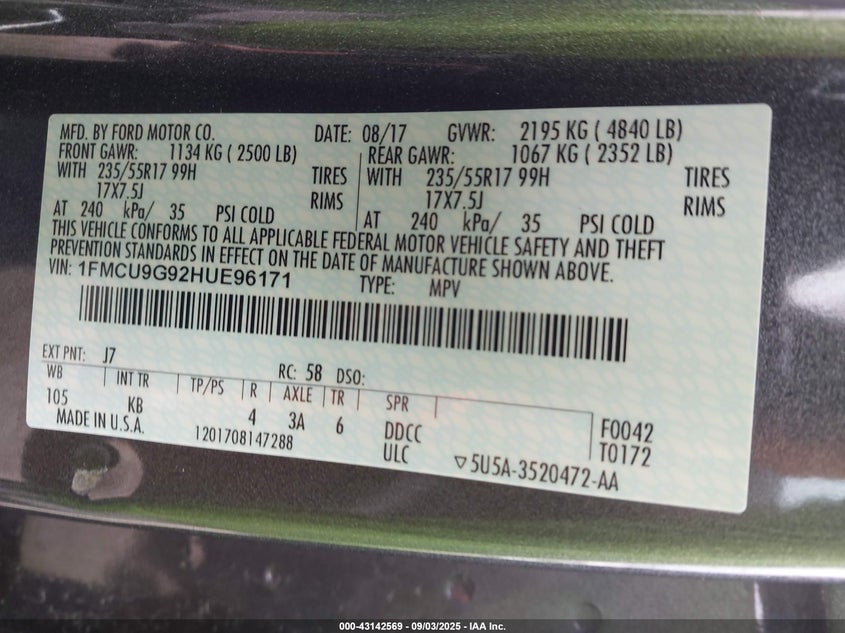 MFD. BY FORD MOTOR CO. DATE: 08/17 GVWR: 2195 KG ( 4840 LB)
FRONT GAWR: 1134 KG ( 2500 LB) REAR GAWR: 1067 KG ( 2352 LB)
WITH 235/55R17 99H TIRES WITH 235/55R17 99H TIRES
17X7.5J RIMS 17X7.5J RIMS
AT 240 kPa/ 35 PSI COLD AT 240 kPa/ 35 PSI COLD
THIS VEHICLE CONFORMS TO ALL APPLICABLE FEDERAL MOTOR VEHICLE SAFETY AND THEFT
PREVENTION STANDARDS IN EFFECT ON THE DATE OF MANUFACTURE SHOWN ABOVE.
VIN: 1FMCU9G92HUE96171 TYPE: MPV
EXT PNT: J7 RC: 58 DSO:
WB INT TR TP/PS R AXLE TR SPR
105 KB 4 3A 6 DDCC F0042
MADE IN U.S.A. 1201708147288 ULC T0172
▽5U5A-3520472-AA
000-43142569 - 09/03/2025 - IAA Inc.